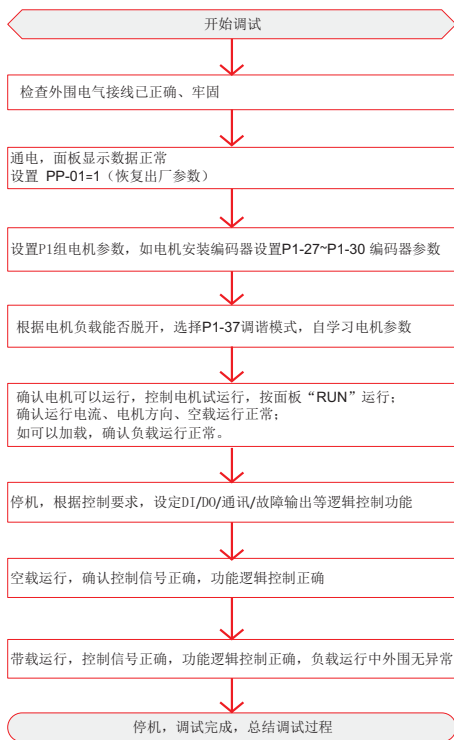 开始调试
检查外围电气接线已正确、牢固
通电，面板显示数据正常
设置 PP-01=1（恢复出厂参数）
设置P1组电机参数，如电机安装编码器设置P1-27~P1-30 编码器参数
根据电机负载能否脱开，选择P1-37调谐模式，自学习电机参数
确认电机可以运行，控制电机试运行，按面板“RUN”运行；
确认运行电流、电机方向、空载运行正常；
如可以加载，确认负载运行正常。
停机，根据控制要求，设定DI/DO/通讯/故障输出等逻辑控制功能
空载运行，确认控制信号正确，功能逻辑控制正确
带载运行，控制信号正确，功能逻辑控制正确，负载运行中外围无异常
停机，调试完成，总结调试过程